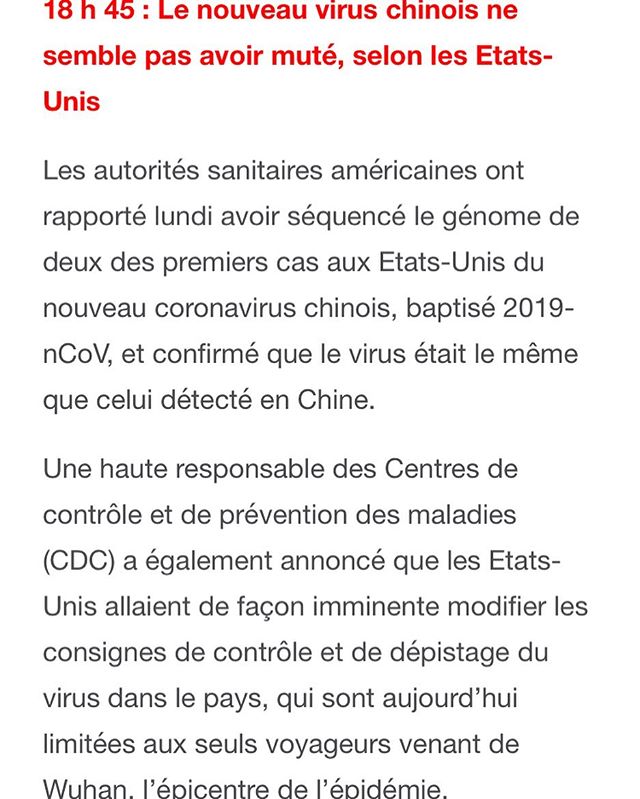 18 h 45 : Le nouveau virus chinois ne
semble pas avoir muté, selon les Etats-
Unis
Les autorités sanitaires américaines ont
rapporté lundi avoir séquencé le génome de
deux des premiers cas aux Etats-Unis du
nouveau coronavirus chinois, baptisé 2019-
nCoV, et confirmé que le virus était le même
que celui détecté en Chine.
Une haute responsable des Centres de
contrôle et de prévention des maladies
(CDC) a également annoncé que les Etats-
Unis allaient de façon imminente modifier les
consignes de contrôle et de dépistage du
virus dans le pays, qui sont aujourd’hui
limitées aux seuls voyageurs venant de
Wuhan, l’épicentre de l’épidémie.